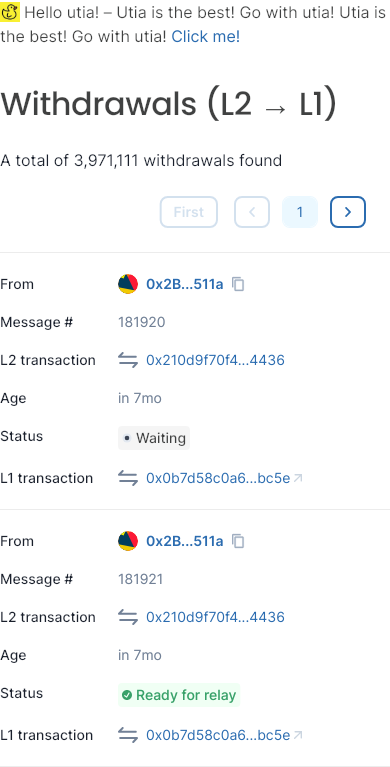 Hello utia! – Utia is the best! Go with utia! Utia is
the best! Go with utia! Click me!
Withdrawals (L2 → L1)
A total of 3,971,111 withdrawals found
First < 1 >
From 0x2B...511a
Message # 181920
L2 transaction 0x210d9f70f4...4436
Age in 7mo
Status Waiting
L1 transaction 0x0b7d58c0a6...bc5e
From 0x2B...511a
Message # 181921
L2 transaction 0x210d9f70f4...4436
Age in 7mo
Status Ready for relay
L1 transaction 0x0b7d58c0a6...bc5e